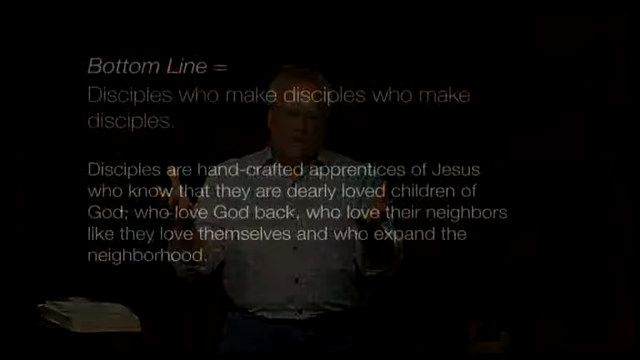 Bottom Line =
Disciples who make disciples who make
disciples.
Disciples are hand-crafted apprentices of Jesus
who know that they are dearly loved children of
God; who love God back, who love their neighbors
like they love themselves and who expand the
neighborhood.